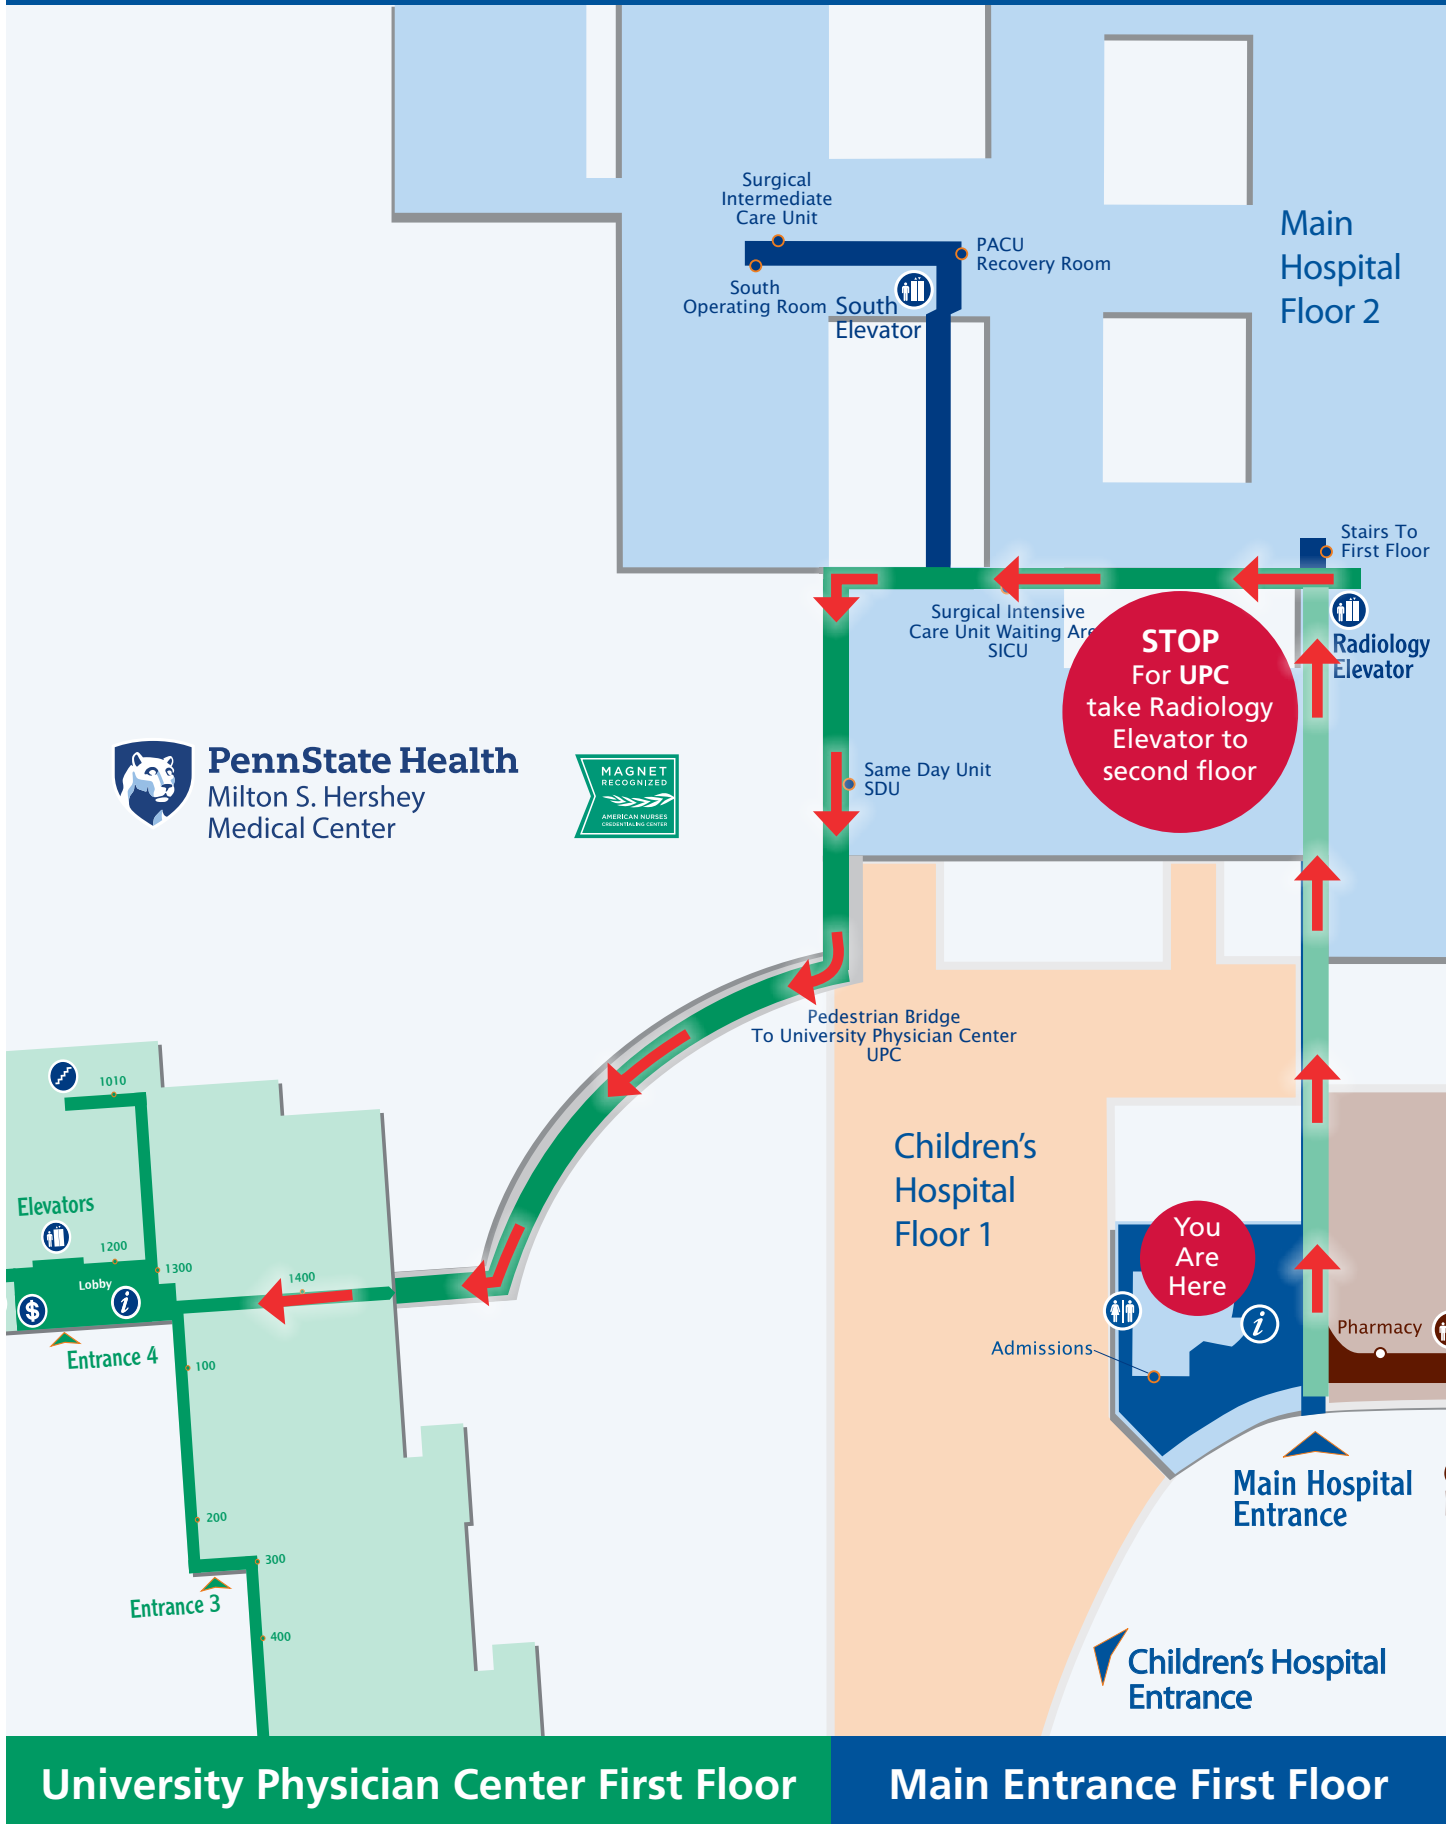 Surgical
Intermediate
Care Unit
PACU
Recovery Room
South
Operating Room
South
Elevator
Main
Hospital
Floor 2
Stairs To
First Floor
Surgical Intensive
Care Unit Waiting Are
SICU
STOP
For UPC
take Radiology
Elevator to
second floor
Radiology
Elevator
PennState Health
Milton S. Hershey
Medical Center
MAGNET
RECOGNIZED
AMERICAN NURSES
CREDENTIALING CENTER
Same Day Unit
SDU
Pedestrian Bridge
To University Physician Center
UPC
1010
Elevators
1200
1300
Lobby
1400
$
i
Entrance 4
100
200
300
Entrance 3
400
Children's
Hospital
Floor 1
You
Are
Here
i
Admissions
Pharmacy
Main Hospital
Entrance
Children's Hospital
Entrance
University Physician Center First Floor
Main Entrance First Floor